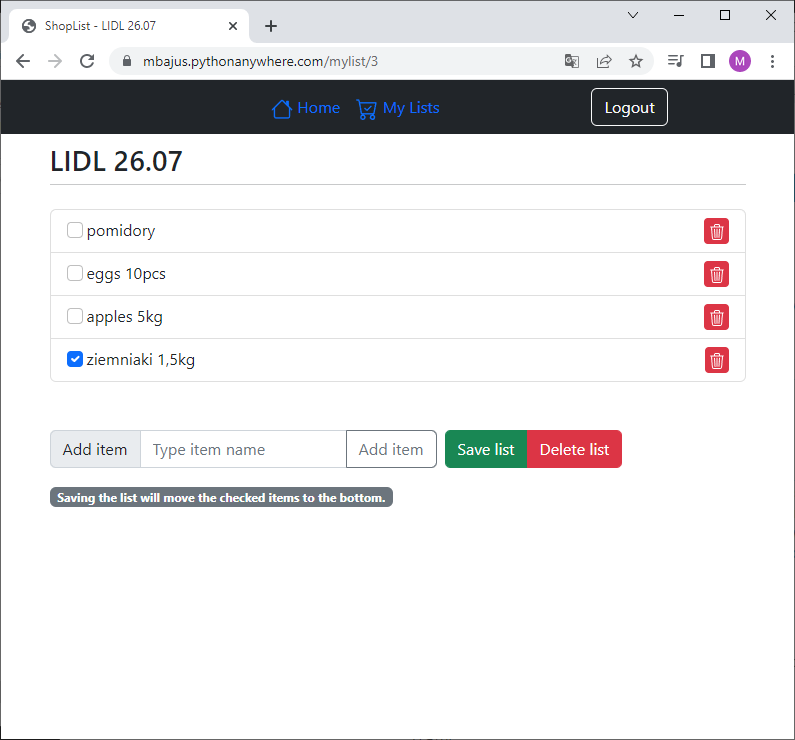 ShopList - LIDL 26.07
mbajus.pythonanywhere.com/mylist/3
M
Home My Lists Logout
LIDL 26.07
pomidory
eggs 10pcs
apples 5kg
ziemniaki 1,5kg
Add item Type item name Add item Save list Delete list
Saving the list will move the checked items to the bottom.